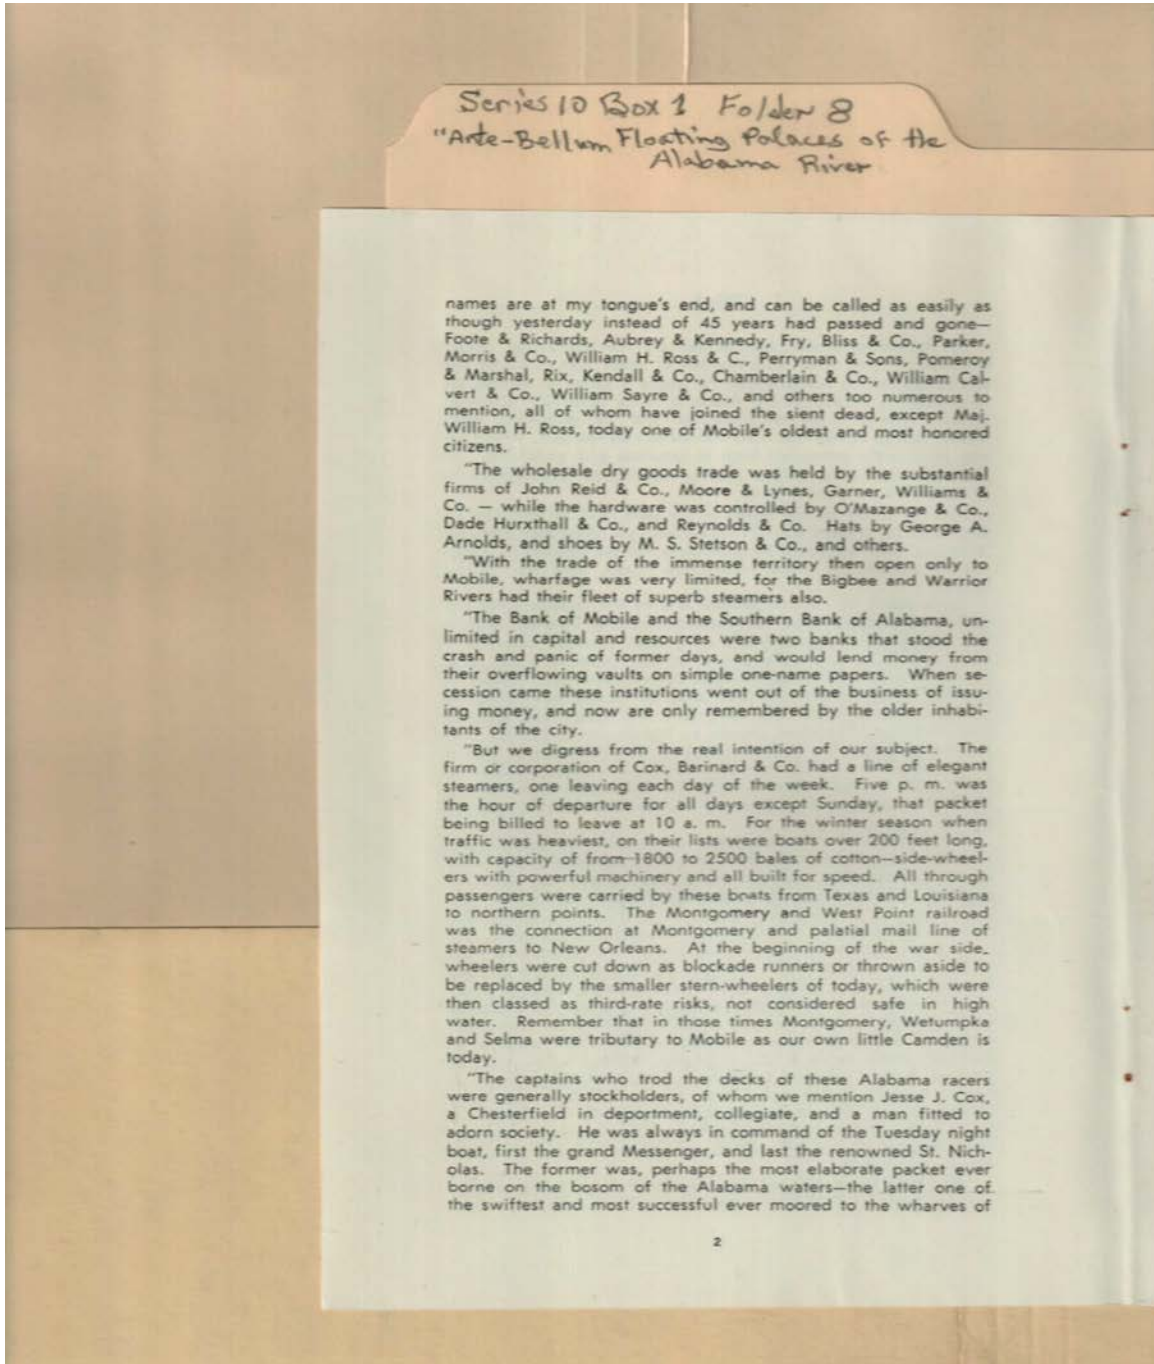 Series 10 Box 1 Folder 8
"Ante-Bellum Floating Palaces of the
Alabama River
names are at my tongue's end, and can be called as easily as
though yesterday instead of 45 years had passed and gone—
Foote & Richards, Aubrey & Kennedy, Fry, Bliss & Co., Parker,
Morris & Co., William H. Ross & C., Perryman & Sons, Pomeroy
& Marshal, Rix, Kendall & Co., Chamberlain & Co., William Cal-
vert & Co., William Sayre & Co., and others too numerous to
mention, all of whom have joined the sient dead, except Maj.
William H. Ross, today one of Mobile's oldest and most honored
citizens.
"The wholesale dry goods trade was held by the substantial
firms of John Reid & Co., Moore & Lynes, Garner, Williams &
Co. — while the hardware was controlled by O'Mazange & Co.,
Dade Hurxthall & Co., and Reynolds & Co. Hats by George A.
Arnolds, and shoes by M. S. Stetson & Co., and others.
"With the trade of the immense territory then open only to
Mobile, wharfage was very limited, for the Bigbee and Warrior
Rivers had their fleet of superb steamers also.
"The Bank of Mobile and the Southern Bank of Alabama, un-
limited in capital and resources were two banks that stood the
crash and panic of former days, and would lend money from
their overflowing vaults on simple one-name papers. When se-
cession came these institutions went out of the business of issu-
ing money, and now are only remembered by the older inhabi-
tants of the city.
"But we digress from the real intention of our subject. The
firm or corporation of Cox, Barinard & Co. had a line of elegant
steamers, one leaving each day of the week. Five p. m. was
the hour of departure for all days except Sunday, that packet
being billed to leave at 10 a. m. For the winter season when
traffic was heaviest, on their lists were boats over 200 feet long,
with capacity of from 1800 to 2500 bales of cotton—side-wheel-
ers with powerful machinery and all built for speed. All through
passengers were carried by these boats from Texas and Louisiana
to northern points. The Montgomery and West Point railroad
was the connection at Montgomery and palatial mail line of
steamers to New Orleans. At the beginning of the war side-
wheelers were cut down as blockade runners or thrown aside to
be replaced by the smaller stern-wheelers of today, which were
then classed as third-rate risks, not considered safe in high
water. Remember that in those times Montgomery, Wetumpka
and Selma were tributary to Mobile as our own little Camden is
today.
"The captains who trod the decks of these Alabama racers
were generally stockholders, of whom we mention Jesse J. Cox,
a Chesterfield in deportment, collegiate, and a man fitted to
adorn society. He was always in command of the Tuesday night
boat, first the grand Messenger, and last the renowned St. Nich-
olas. The former was, perhaps the most elaborate packet ever
borne on the bosom of the Alabama waters—the latter one of
the swiftest and most successful ever moored to the wharves of
2